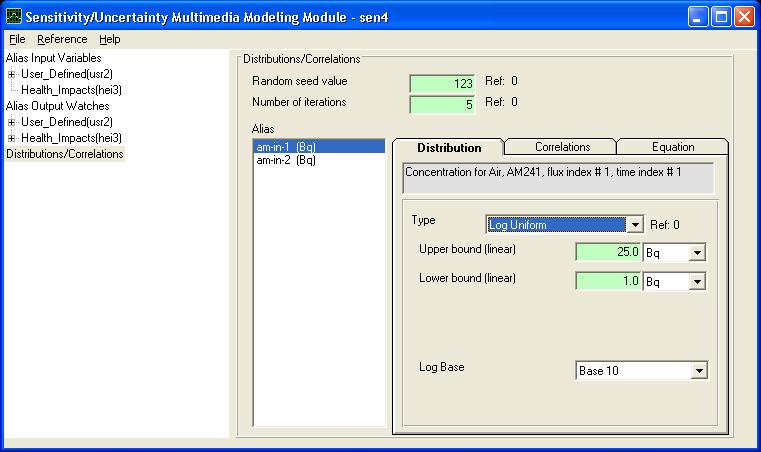 Sensitivity/Uncertainty Multimedia Modeling Module - sen4
File Reference Help
Alias Input Variables
User_Defined(usr2)
Health_Impacts(hei3)
Alias Output Watches
User_Defined(usr2)
Health_Impacts(hei3)
Distributions/Correlations
Distributions/Correlations
Random seed value 123 Ref: 0
Number of iterations 5 Ref: 0
Alias
am-in-1 (Bq)
am-in-2 (Bq)
Distribution Correlations Equation
Concentration for Air, AM241, flux index # 1, time index # 1
Type Log Uniform Ref: 0
Upper bound (linear) 25.0 Bq
Lower bound (linear) 1.0 Bq
Log Base Base 10